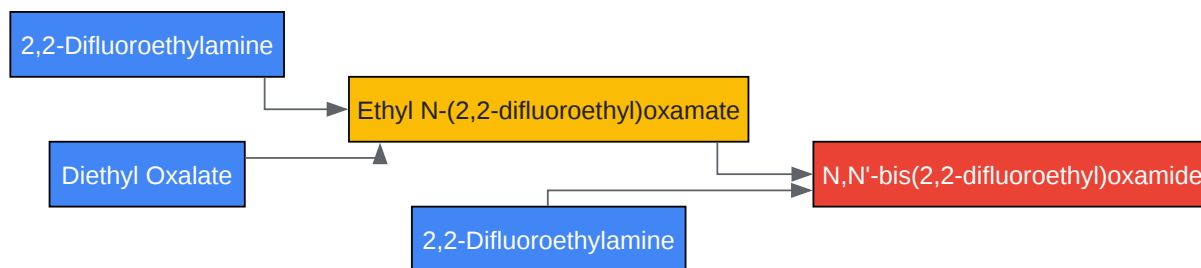 2,2-Difluoroethylamine
Ethyl N-(2,2-difluoroethyl)oxamate
Diethyl Oxalate
N,N'-bis(2,2-difluoroethyl)oxamide
2,2-Difluoroethylamine